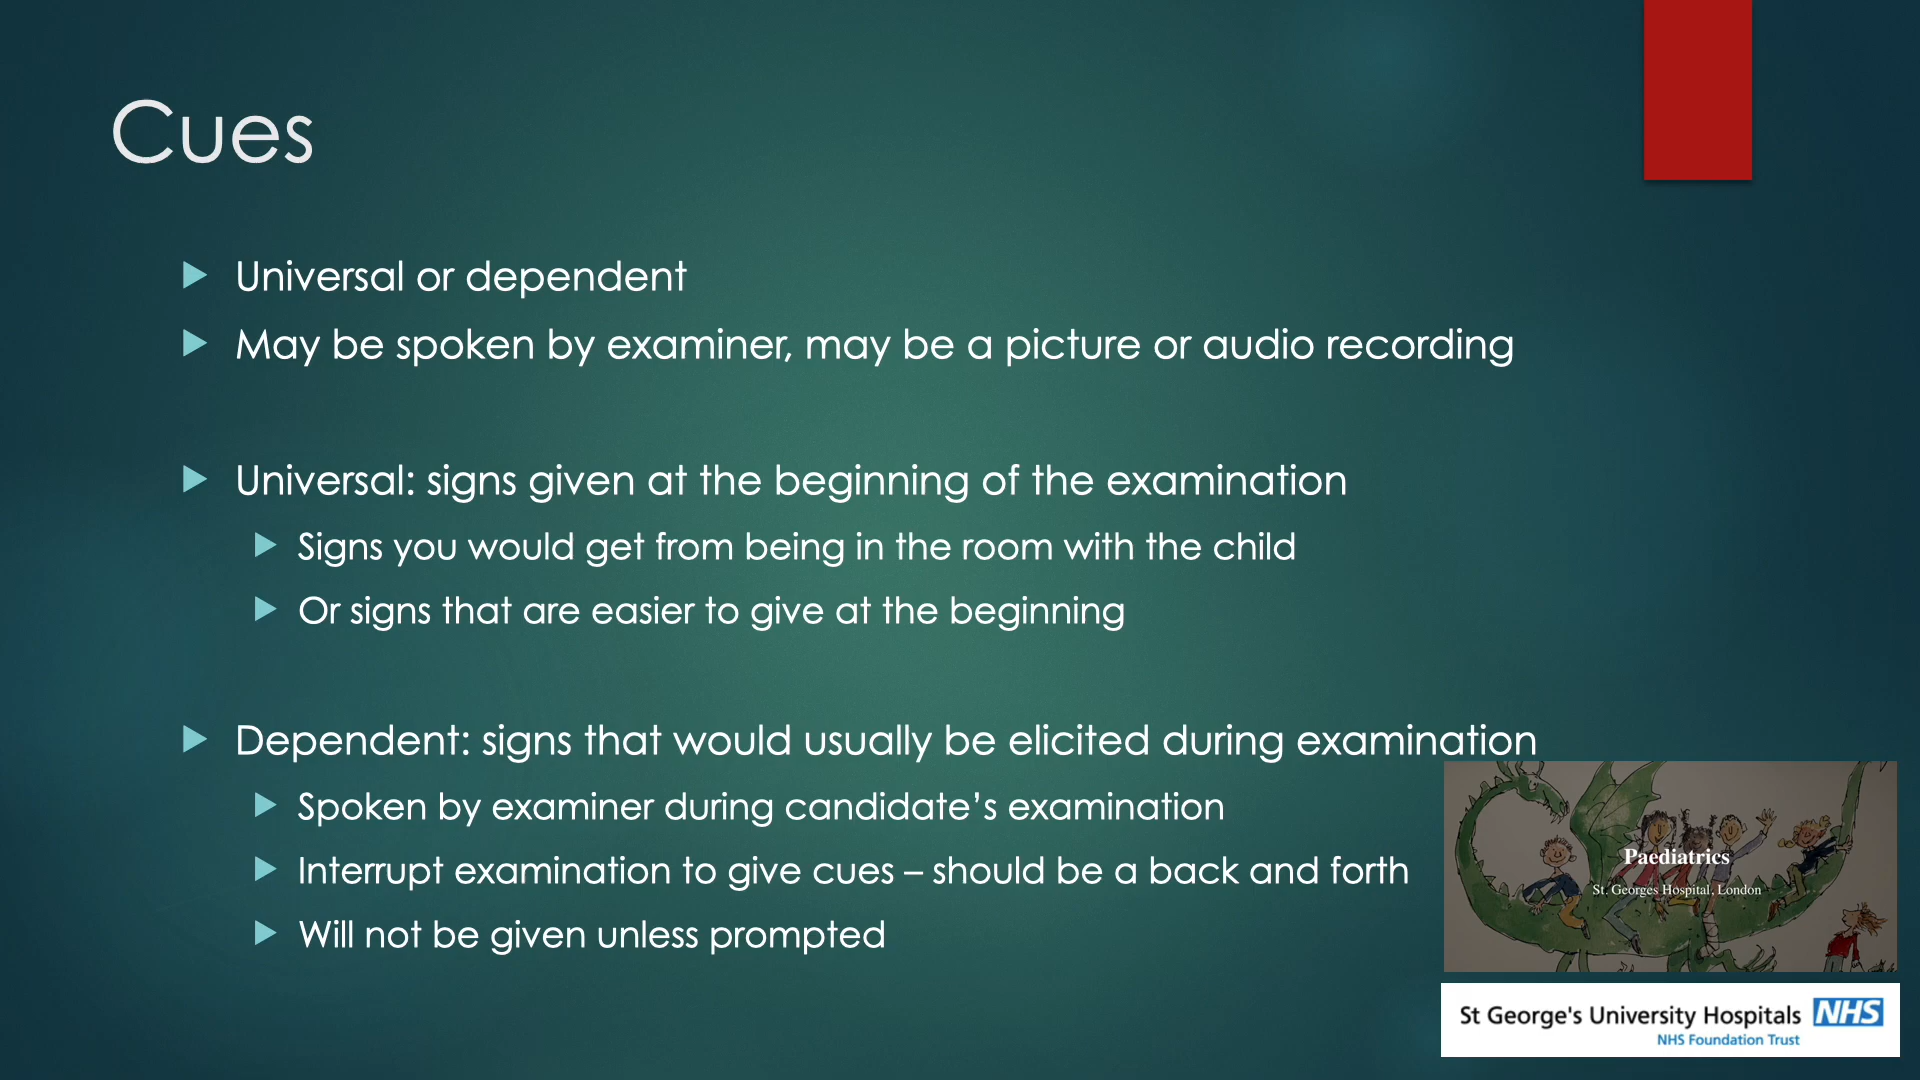 Cues
Universal or dependent
May be spoken by examiner, may be a picture or audio recording
Universal: signs given at the beginning of the examination
Signs you would get from being in the room with the child
Or signs that are easier to give at the beginning
Dependent: signs that would usually be elicited during examination
Spoken by examiner during candidate’s examination
Interrupt examination to give cues – should be a back and forth
Will not be given unless prompted
Paediatrics
St. Georges Hospital, London
St George's University Hospitals NHS
NHS Foundation Trust